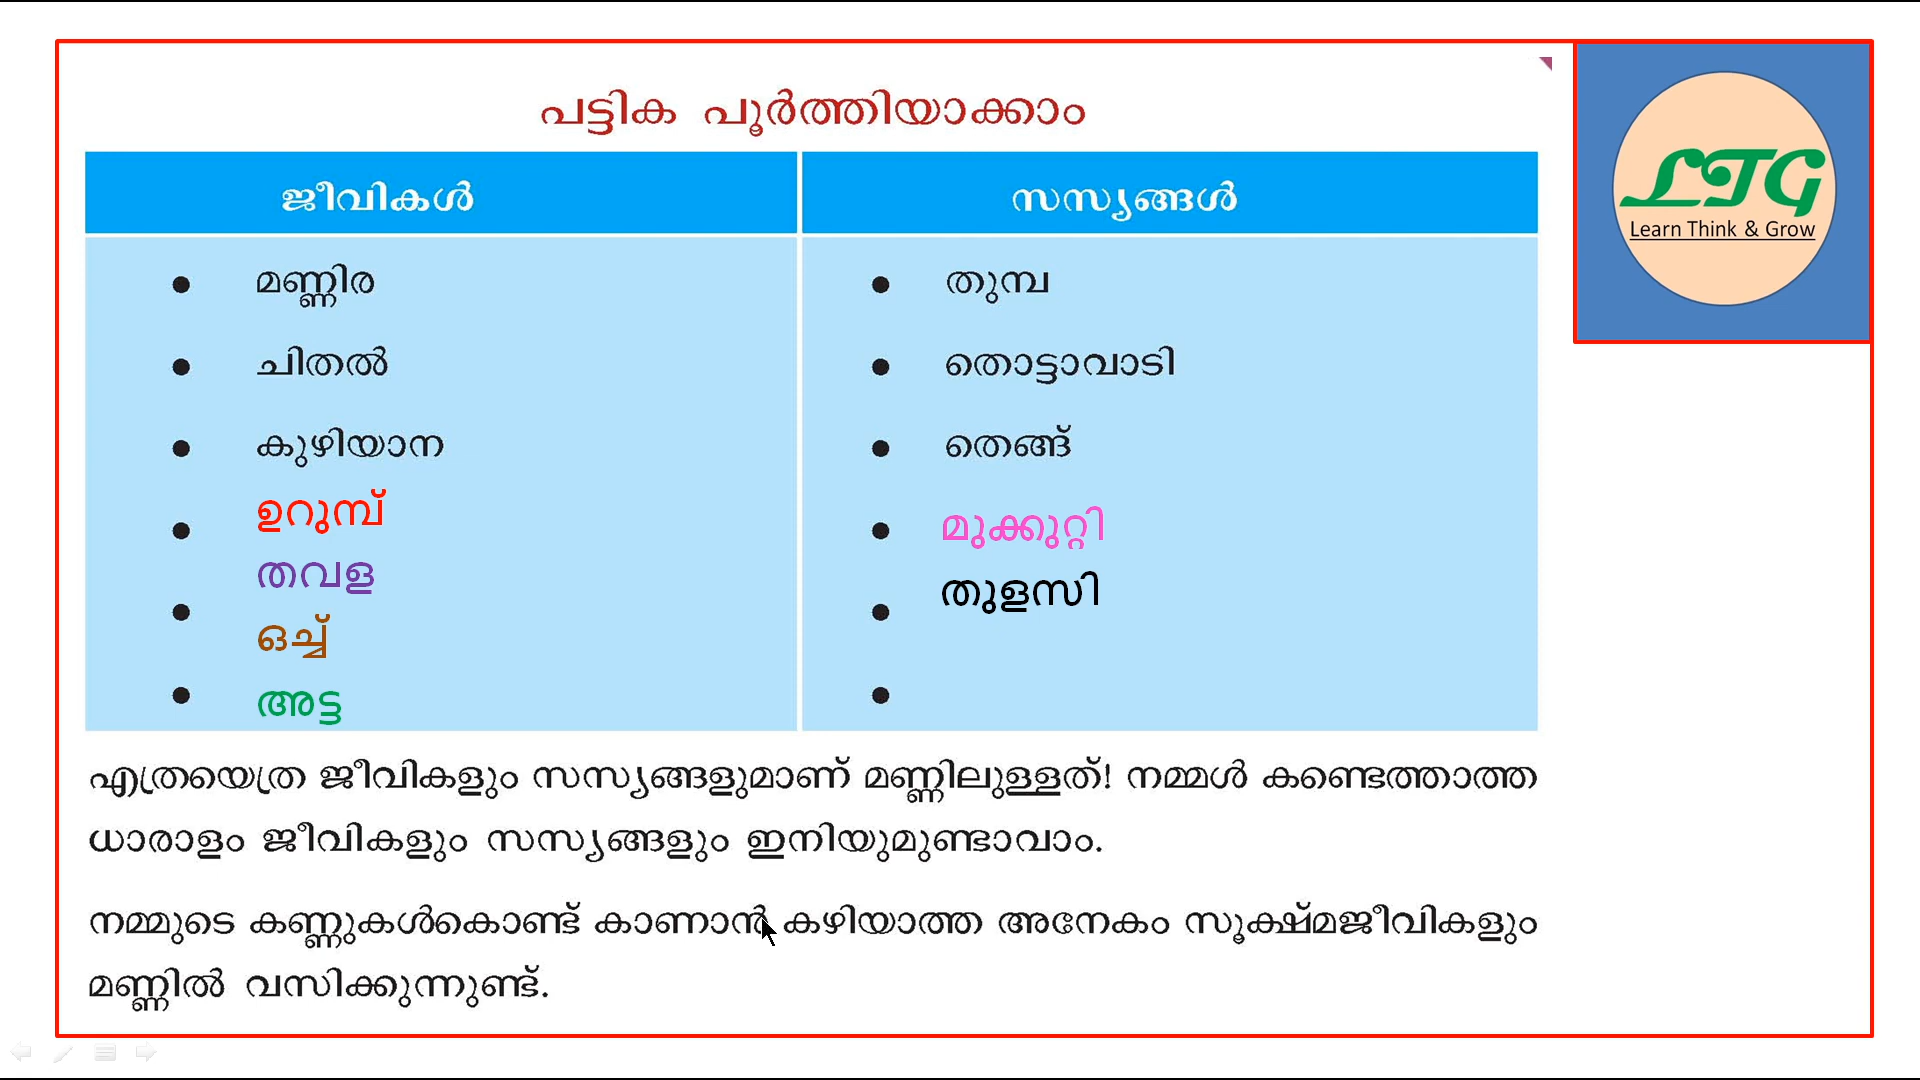 പട്ടിക പൂർത്തിയാക്കാം
ജീവികൾ
സസ്യങ്ങൾ
മണ്ണിര
തുമ്പ
ചിതൽ
തൊട്ടാവാടി
കുഴിയാന
തെങ്ങ്
ഉറുമ്പ്
മുക്കുറ്റി
തവള
തുളസി
ഒച്ച്
അട്ട
എത്രയെത്ര ജീവികളും സസ്യങ്ങളുമാണ് മണ്ണിലുള്ളത്! നമ്മൾ കണ്ടെത്താത്ത
ധാരാളം ജീവികളും സസ്യങ്ങളും ഇനിയുമുണ്ടാവാം.
നമ്മുടെ കണ്ണുകൾകൊണ്ട് കാണാൻ കഴിയാത്ത അനേകം സൂക്ഷ്മജീവികളും
മണ്ണിൽ വസിക്കുന്നുണ്ട്.
LTG
Learn Think & Grow